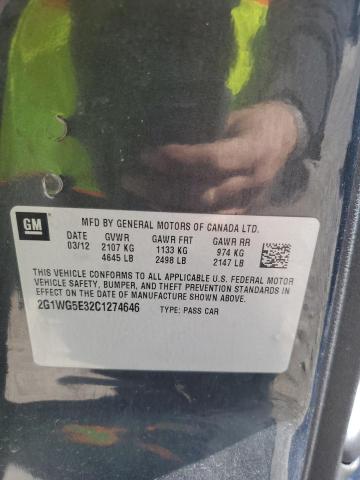 GM
MFD BY GENERAL MOTORS OF CANADA LTD.
DATE GVWR GAWR FRT GAWR RR
03/12 2107 KG 1133 KG 974 KG
4645 LB 2498 LB 2147 LB
THIS VEHICLE CONFORMS TO ALL APPLICABLE U.S. FEDERAL MOTOR
VEHICLE SAFETY, BUMPER, AND THEFT PREVENTION STANDARDS IN
EFFECT ON THE DATE OF MANUFACTURE SHOWN ABOVE.
2G1WG5E32C1274646 TYPE: PASS CAR